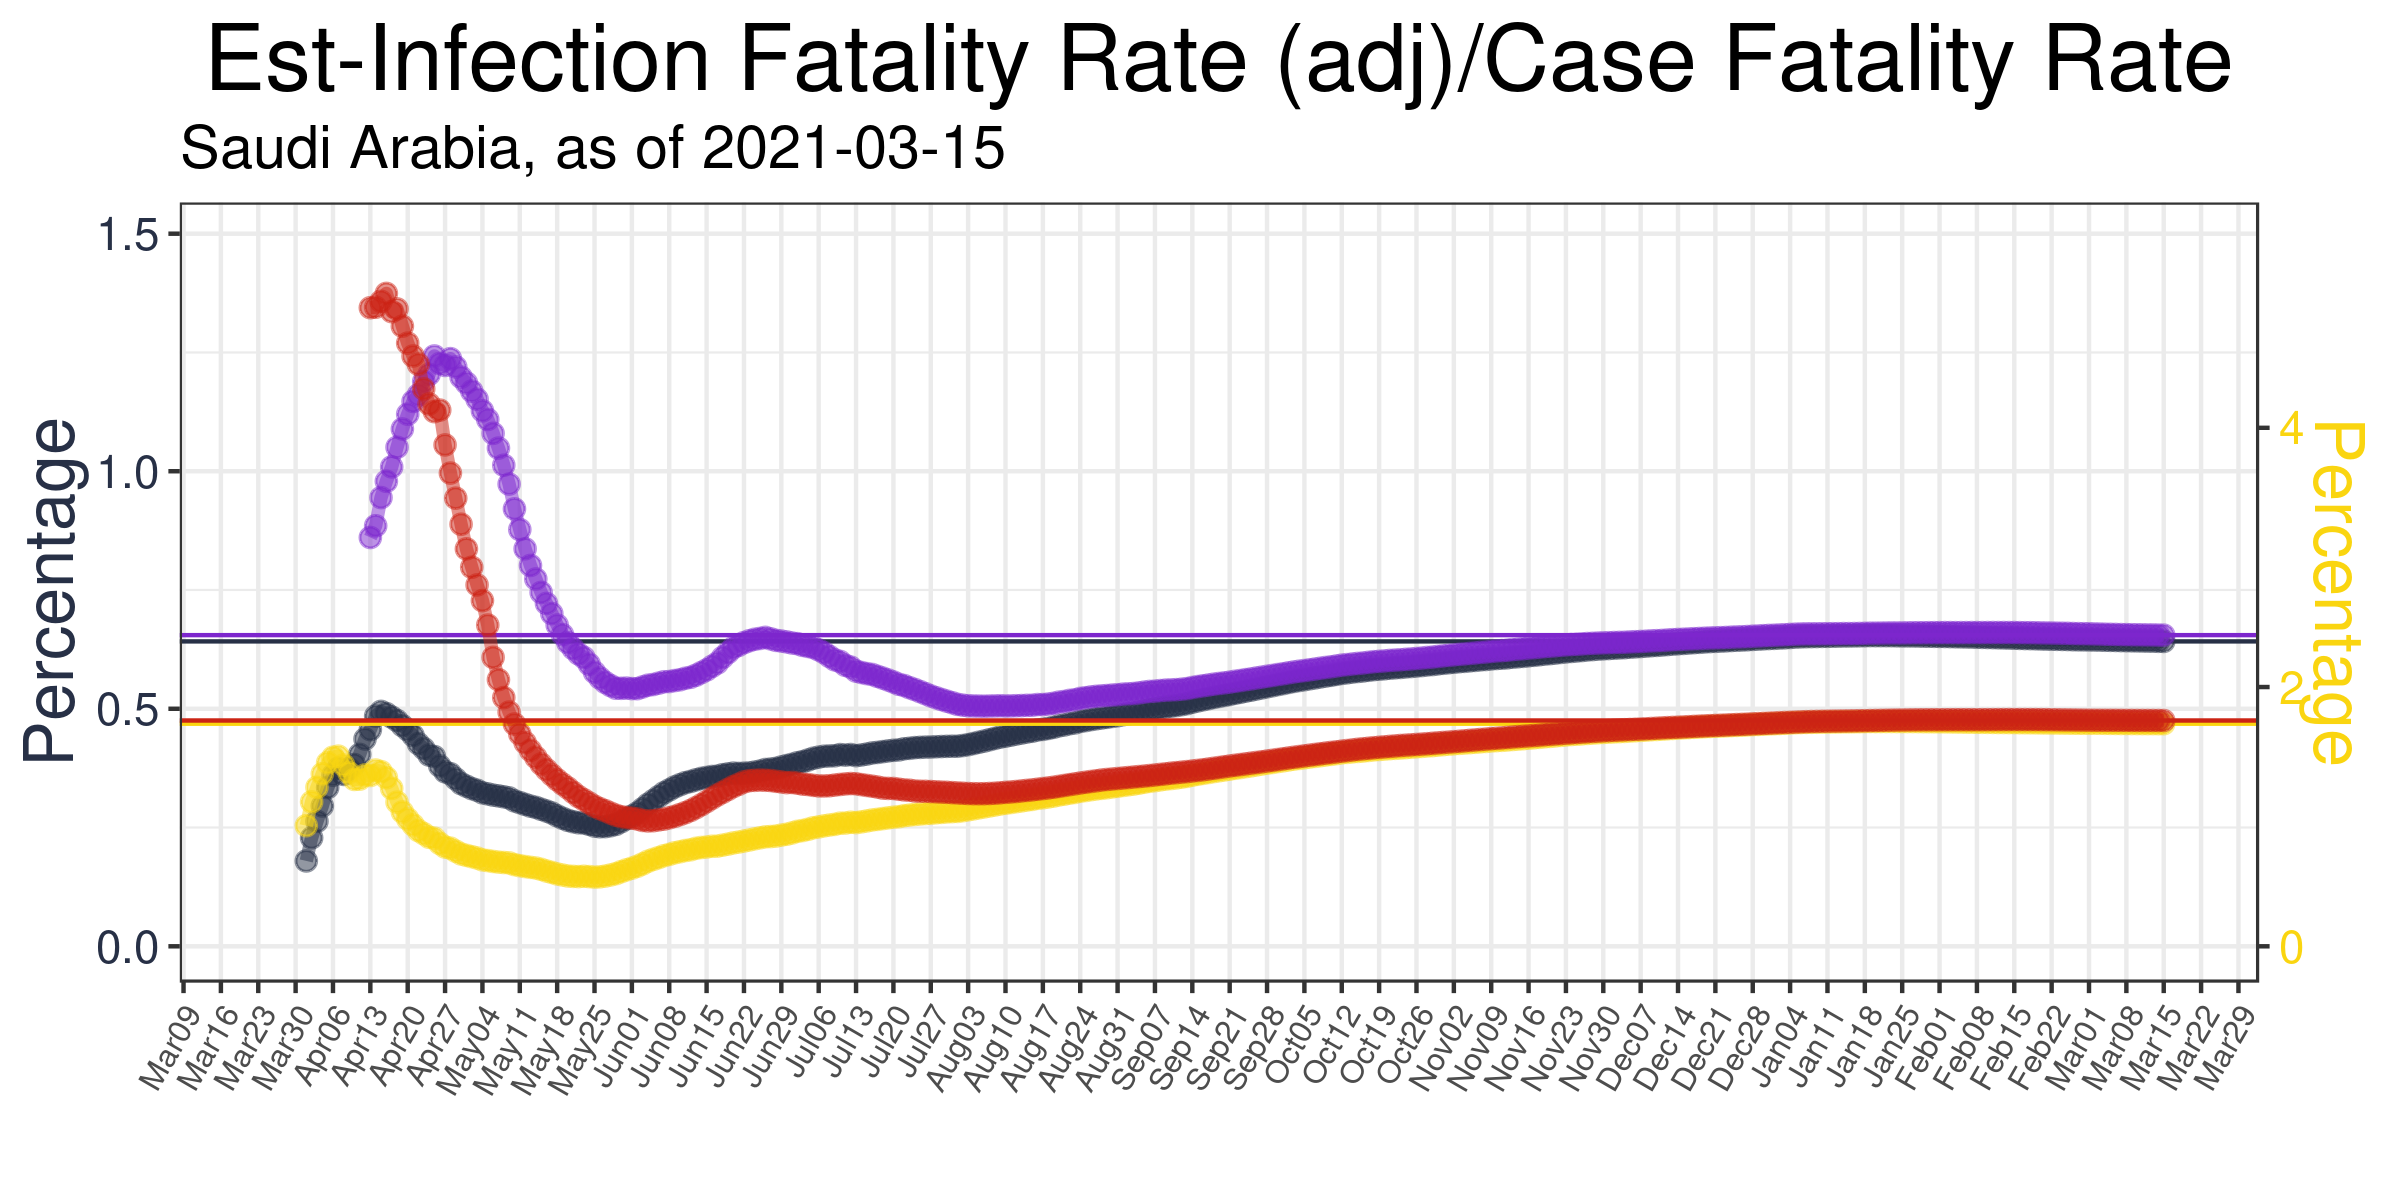 Est-Infection Fatality Rate (adj)/Case Fatality Rate
Saudi Arabia, as of 2021-03-15
Percentage
1.5
1.0
0.5
0.0
4
2
0
Percentage
Mar09 Mar16 Mar23 Mar30 Apr06 Apr13 Apr20 Apr27 May04 May11 May18 May25 Jun01 Jun08 Jun15 Jun22 Jun29 Jul06 Jul13 Jul20 Jul27 Aug03 Aug10 Aug17 Aug24 Aug31 Sep07 Sep14 Sep21 Sep28 Oct05 Oct12 Oct19 Oct26 Nov02 Nov09 Nov16 Nov23 Nov30 Dec07 Dec14 Dec21 Dec28 Jan04 Jan11 Jan18 Jan25 Feb01 Feb08 Feb15 Feb22 Mar01 Mar08 Mar15 Mar22 Mar29